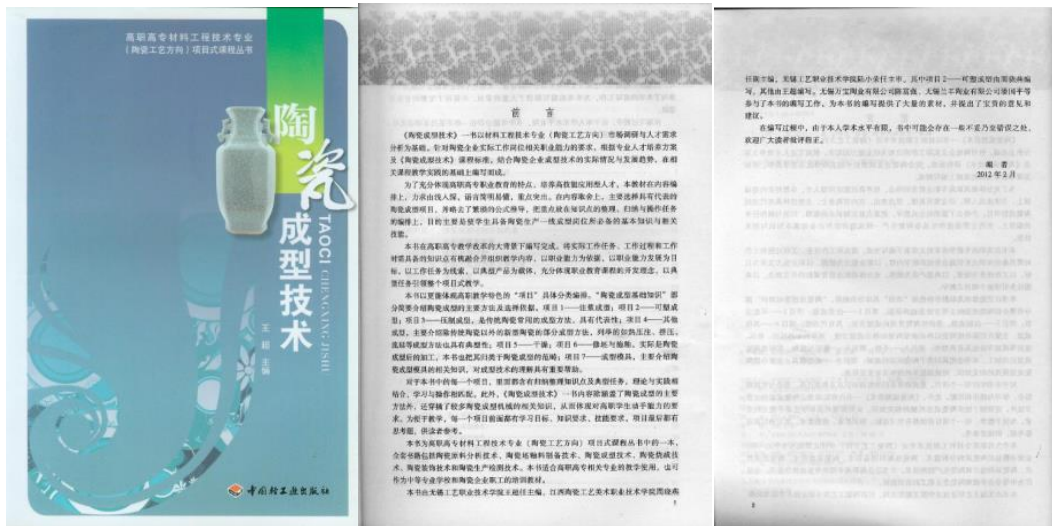 高职高专材料工程技术专业
(陶瓷工艺方向)项目式课程丛书
陶瓷
成型技术
TAOCI CHENGXING JISHU
王超 主编
中国轻工业出版社
前 言
《陶瓷成型技术》一书以材料工程技术专业(陶瓷工艺方向)市场调研与人才需求
分析为基础,针对陶瓷企业实际工作岗位相关职业能力的要求,根据专业人才培养方案
及《陶瓷成型技术》课程标准,结合陶瓷企业成型技术的实际情况与发展趋势,在相
关课程教学实践的基础上编写而成。
为了充分体现高职高专职业教育的特点,培养高技能应用型人才,本教材在内容编
排上,力求由浅入深,语言简明易懂,重点突出。在内容取舍上,主要选择具有代表的
陶瓷成型项目,并略去了繁琐的公式推导,把重点放在知识点的整理、归纳与操作任务
的编排上,目的主要是使学生具备陶瓷生产一线成型岗位所必备的基本知识与相关
技能。
本书在高职高专教学改革的大背景下编写完成,将实际工作任务、工作过程和工作
时需具备的知识点有机融合并组织教学内容,以职业能力为依据,以职业能力发展为目
标,以工作任务为线索,以典型产品为载体,充分体现职业教育课程的开发理念,以典
型任务引领整个项目式教学。
本书以更能体现高职教学特色的“项目”具体分类编排。“陶瓷成型基础知识”部
分简要介绍陶瓷成型的主要方法及选择依据,项目1——注浆成型;项目2——可塑成
型;项目3——压制成型,是传统陶瓷常用的成型方法,具有代表性;项目4——其他
成型,主要介绍除传统陶瓷以外的新型陶瓷的部分成型方法,列举的如热压注、挤压、
流延等成型方法也具有典型性;项目5——干燥;项目6——修坯与施釉,实际是陶瓷
成型后的加工,本书也把其归类于陶瓷成型的范畴;项目7——成型模具,主要介绍陶
瓷成型模具的相关知识,对成型技术的理解具有重要帮助。
对于本书中的每一个项目,里面都含有归纳整理知识点及典型任务,理论与实践相
结合,学习与操作相匹配。此外,《陶瓷成型技术》一书内容除涵盖了陶瓷成型的主要
方法外,还穿插了较多陶瓷成型机械的相关知识,从而体现对高职学生动手能力的要
求。为便于教学,每一个项目前面都有学习目标、知识要求、技能要求,项目最后都有
思考题,供读者参考。
本书为高职高专材料工程技术专业(陶瓷工艺方向)项目式课程丛书中的一本,
全套书籍包括陶瓷原料分析技术、陶瓷坯釉料制备技术、陶瓷成型技术、陶瓷烧成技
术、陶瓷装饰技术和陶瓷生产检测技术。本书适合高职高专相关专业的教学使用,也可
作为中等专业学校和陶瓷企业职工的培训教材。
本书由无锡工艺职业技术学院王超任主编,江西陶瓷工艺美术职业技术学院周晓燕
任副主编,无锡工艺职业技术学院陆小荣任主审,其中项目2——可塑成型由周晓燕编
写,其他由王超编写。无锡万宝陶业有限公司
参与了本书的编写工作,为本书的编写提供了大量的素材,并提出了宝贵的意见和
建议。
在编写过程中,由于本人学术水平有限,书中可能会存在一些不妥乃至错误之处,
欢迎广大读者批评指正。
编 者
2012年2月